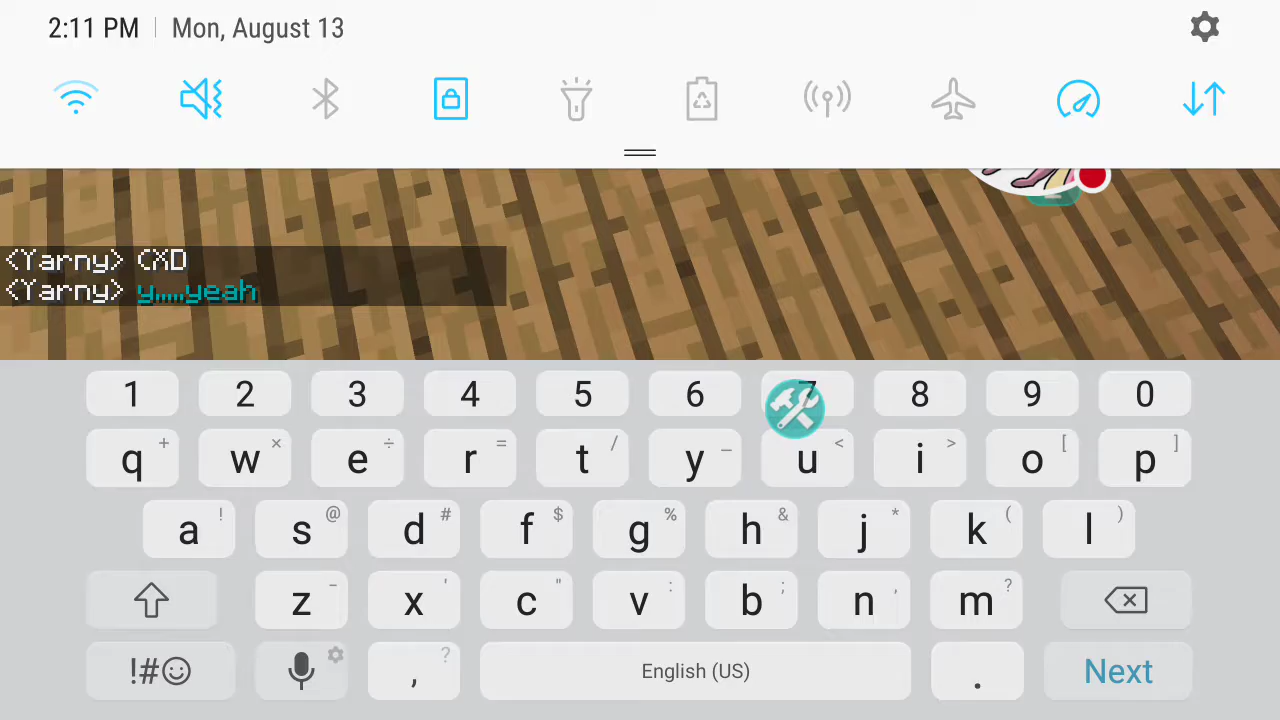 2:11 PM Mon, August 13
<Yarny> CXD
<Yarny> y.....yeah
1 2 3 4 5 6 7 8 9 0
q + w × e ÷ r = t / y _ u < i > o [ p ]
a ! s @ d # f $ g % h & j * k ( l )
z - x ' c " v : b ; n , m ?
!#☺ , ? English (US) . Next